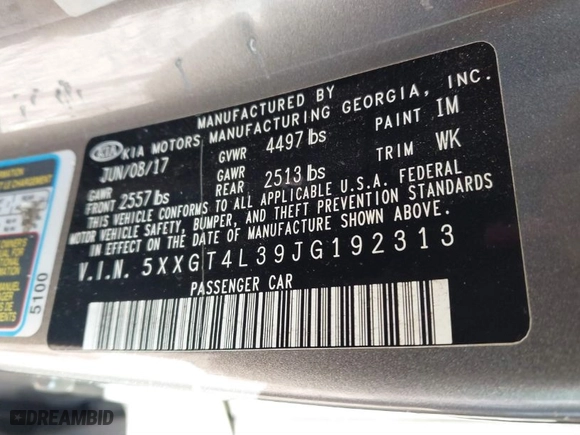 MANUFACTURED BY
KIA KIA MOTORS MANUFACTURING GEORGIA, INC.
JUN/08/17 GVWR 4497 lbs PAINT IM
GAWR FRONT 2557 lbs GAWR REAR 2513 lbs TRIM WK
THIS VEHICLE CONFORMS TO ALL APPLICABLE U.S.A. FEDERAL
MOTOR VEHICLE SAFETY, BUMPER, AND THEFT PREVENTION STANDARDS
IN EFFECT ON THE DATE OF MANUFACTURE SHOWN ABOVE.
V.I.N. 5XXGT4L39JG192313
PASSENGER CAR
5100
DREAMBID